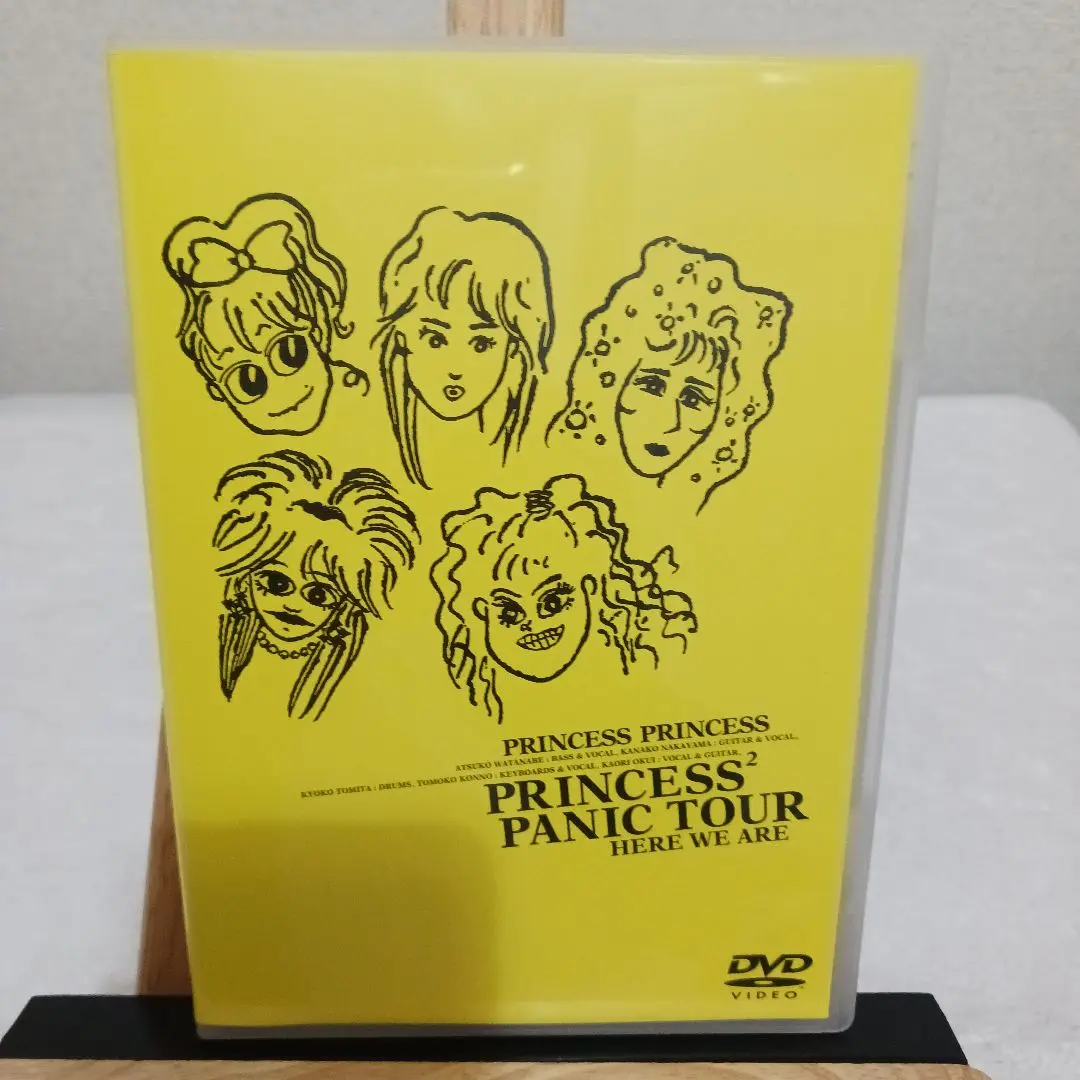 PRINCESS PRINCESS
ATSUKO WATANABE : BASS & VOCAL, KANAKO NAKAYAMA : GUITAR & VOCAL,
KYOKO TOMITA : DRUMS, TOMOKO KONNO : KEYBOARDS & VOCAL, KAORI OKUI : VOCAL & GUITAR,
PRINCESS²
PANIC TOUR
HERE WE ARE
DVD
VIDEO